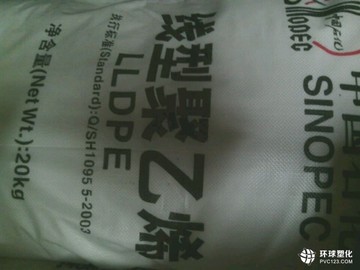 中国石化
SINOPEC
线型聚乙烯
LLDPE
执行标准(Standard):Q/SH1095 5-2007
净含量(Net Wt.):20kg
环球塑化
PVC123.COM